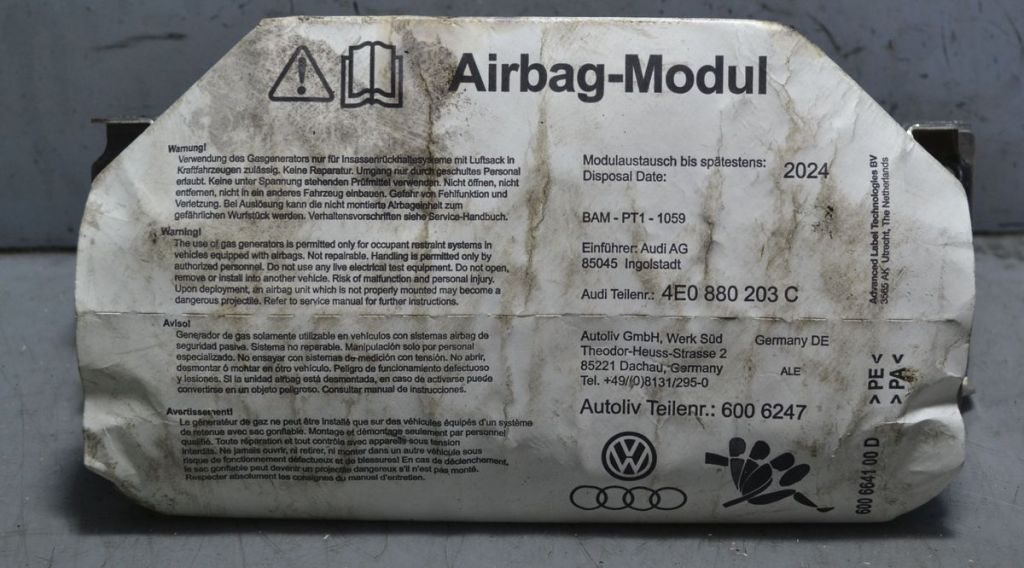 Airbag-Modul
Warnung!
Verwendung des Gasgenerators nur für Insassenrückhaltesysteme mit Luftsack in
Kraftfahrzeugen zulässig. Keine Reparatur. Umgang nur durch geschultes Personal
erlaubt. Keine unter Spannung stehenden Prüfmittel verwenden. Nicht öffnen, nicht
entfernen, nicht in ein anderes Fahrzeug einbauen. Gefahr von Fehlfunktion und
Verletzung. Bei Auslösung kann die nicht montierte Airbageinheit zum
gefährlichen Wurfstück werden. Verhaltensvorschriften siehe Service-Handbuch.
Warning!
The use of gas generators is permitted only for occupant restraint systems in
vehicles equipped with airbags. Not repairable. Handling is permitted only by
authorized personnel. Do not use any live electrical test equipment. Do not open,
remove or install into another vehicle. Risk of malfunction and personal injury.
Upon deployment, an airbag unit which is not properly mounted may become a
dangerous projectile. Refer to service manual for further instructions.
Aviso!
Generador de gas solamente utilizable en vehículos con sistemas airbag de
seguridad pasiva. Sistema no reparable. Manipulación solo por personal
especializado. No ensayar con sistemas de medición con tensión. No abrir,
desmontar ó montar en otro vehículo. Peligro de funcionamiento defectuoso
y lesiones. Si la unidad airbag está desmontada, en caso de activarse puede
convertirse en un objeto peligroso. Consultar manual de instrucciones.
Avertissement!
Le générateur de gaz ne peut être installé que sur des véhicules équipés d'un système
de retenue avec sac gonflable. Montage et démontage seulement par personnel
qualifié. Toute réparation et tout contrôle avec appareils sous tension
interdits. Ne jamais ouvrir, ni retirer, ni monter dans un autre véhicule sous
risque de fonctionnement défectueux et de blessures! En cas de déclenchement,
le sac gonflable peut devenir un projectile dangereux s'il n'est pas monté.
Respecter absolument les consignes du manuel d'entretien.
Modulaustausch bis spätestens:
Disposal Date: 2024
BAM - PT1 - 1059
Einführer: Audi AG
85045 Ingolstadt
Audi Teilenr.: 4E0 880 203 C
Autoliv GmbH, Werk Süd Germany DE
Theodor-Heuss-Strasse 2
85221 Dachau, Germany ALE
Tel. +49/(0)8131/295-0
Autoliv Teilenr.: 600 6247
Advanced Label Technologies BV
3565 AK Utrecht, The Netherlands
>PE<
>PA<
600 6641 00 D